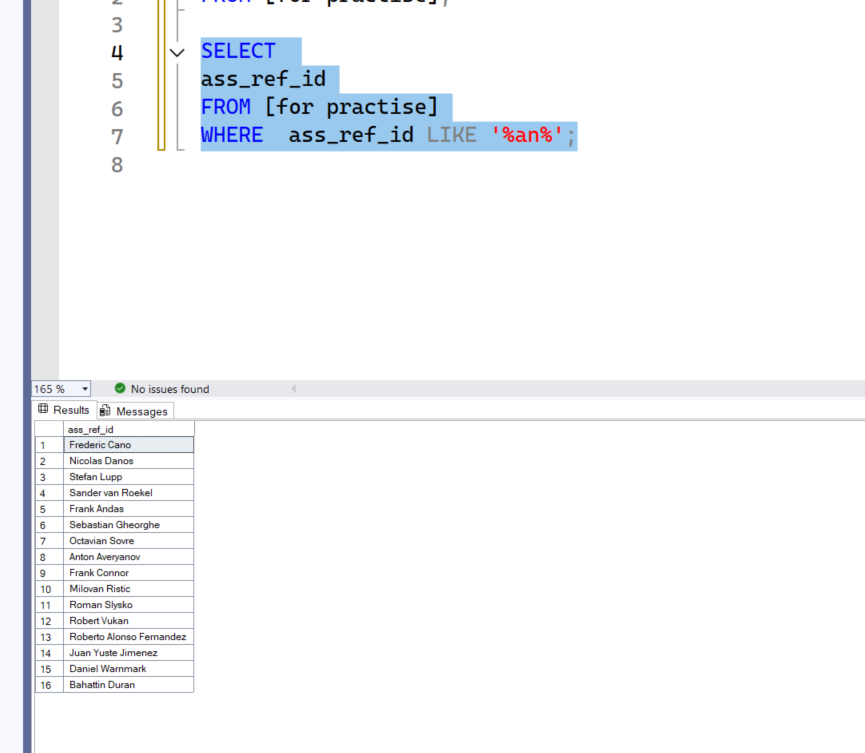 2 FROM [for practise];
3
4 SELECT
5 ass_ref_id
6 FROM [for practise]
7 WHERE  ass_ref_id LIKE '%an%';
8
165 % No issues found
Results Messages
ass_ref_id
1 Frederic Cano
2 Nicolas Danos
3 Stefan Lupp
4 Sander van Roekel
5 Frank Andas
6 Sebastian Gheorghe
7 Octavian Sovre
8 Anton Averyanov
9 Frank Connor
10 Milovan Ristic
11 Roman Slysko
12 Robert Vukan
13 Roberto Alonso Fernandez
14 Juan Yuste Jimenez
15 Daniel Warnmark
16 Bahattin Duran